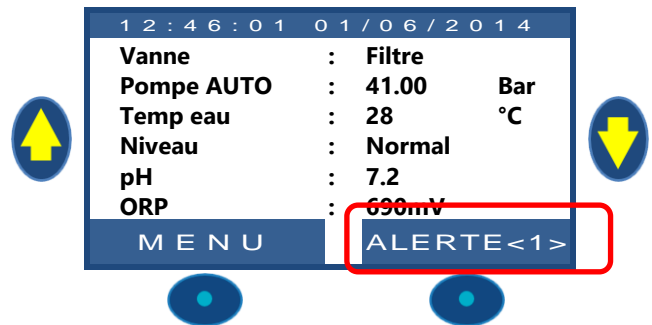 12:46:01 01/06/2014
Vanne : Filtre
Pompe AUTO : 41.00 Bar
Temp eau : 28 °C
Niveau : Normal
pH : 7.2
ORP : 690mV
MENU ALERTE<1>